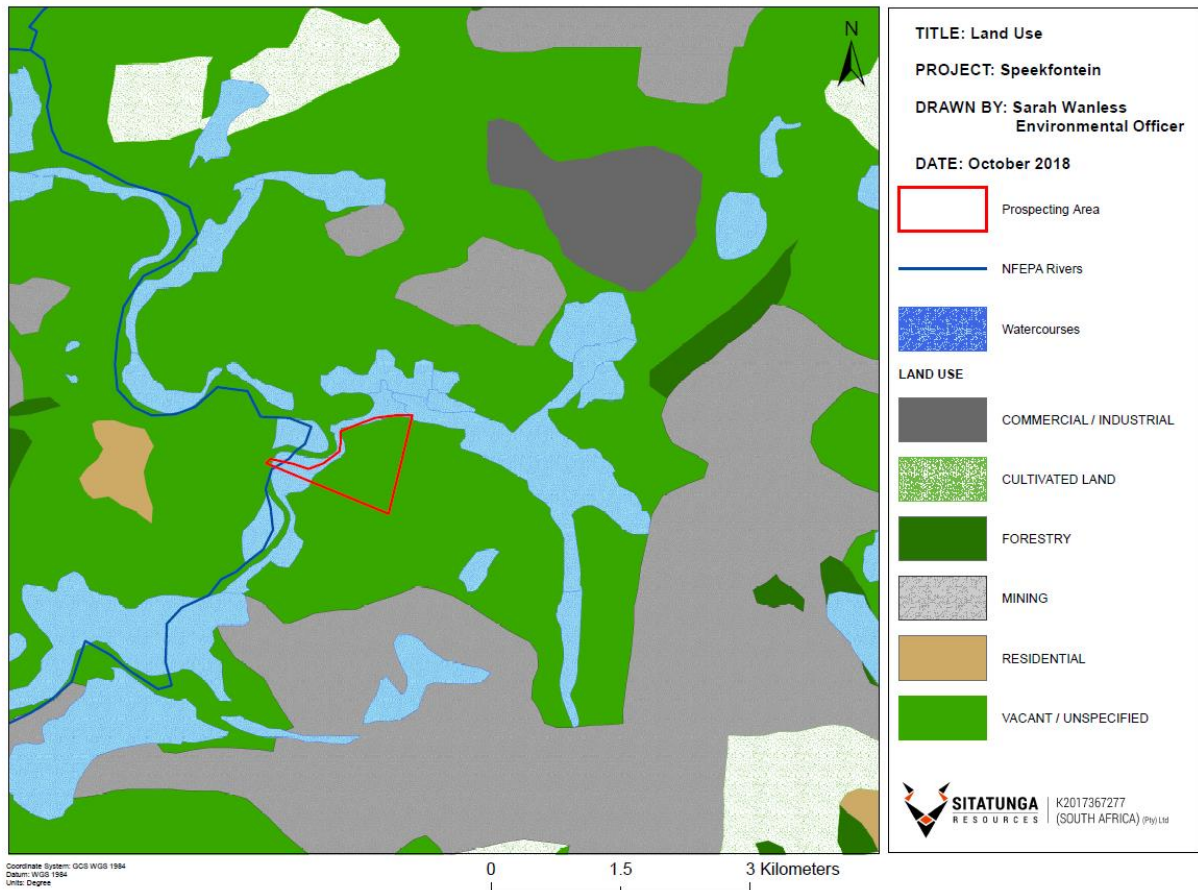 N
TITLE: Land Use
PROJECT: Speekfontein
DRAWN BY: Sarah Wanless
Environmental Officer
DATE: October 2018
Prospecting Area
NFEPA Rivers
Watercourses
LAND USE
COMMERCIAL / INDUSTRIAL
CULTIVATED LAND
FORESTRY
MINING
RESIDENTIAL
VACANT / UNSPECIFIED
SITATUNGA
RESOURCES
K2017367277
(SOUTH AFRICA) (Pty) Ltd
Coordinate System: GCS WGS 1984
Datum: WGS 1984
Units: Degree
0 1.5 3 Kilometers